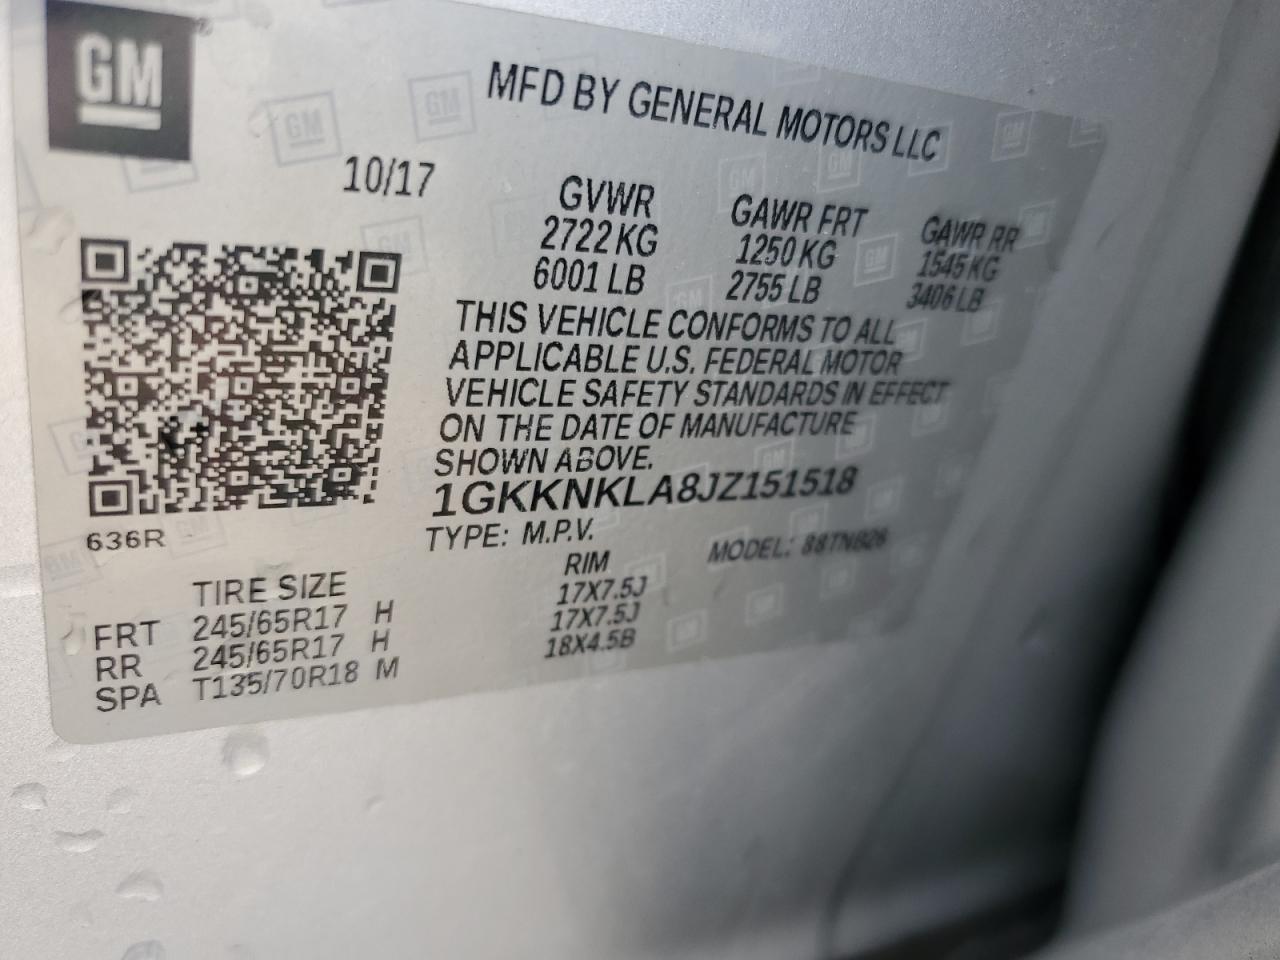 GM
MFD BY GENERAL MOTORS LLC
10/17
GVWR GAWR FRT GAWR RR
2722 KG 1250 KG 1545 KG
6001 LB 2755 LB 3406 LB
THIS VEHICLE CONFORMS TO ALL
APPLICABLE U.S. FEDERAL MOTOR
VEHICLE SAFETY STANDARDS IN EFFECT
ON THE DATE OF MANUFACTURE
SHOWN ABOVE.
1GKKNKLA8JZ151518
636R
TYPE: M.P.V. MODEL:
TIRE SIZE RIM
FRT 245/65R17 H 17X7.5J
RR 245/65R17 H 17X7.5J
SPA T135/70R18 M 18X4.5B